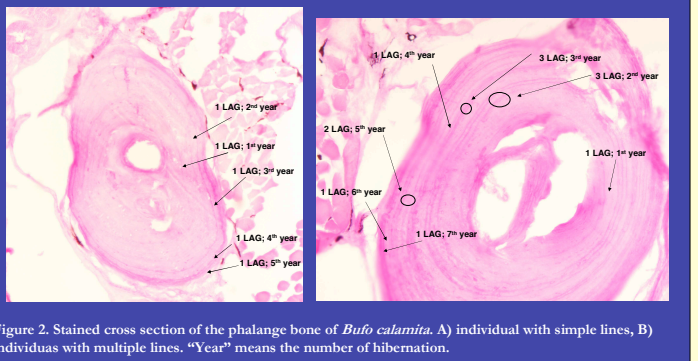 1 LAG; 2nd year
1 LAG; 1st year
1 LAG; 3rd year
1 LAG; 4th year
1 LAG; 5th year
1 LAG; 4th year
3 LAG; 3rd year
3 LAG; 2nd year
2 LAG; 5th year
1 LAG; 1st year
1 LAG; 6th year
1 LAG; 7th year
igure 2. Stained cross section of the phalange bone of Bufo calamita. A) individual with simple lines, B)
ndividuas with multiple lines. “Year” means the number of hibernation.